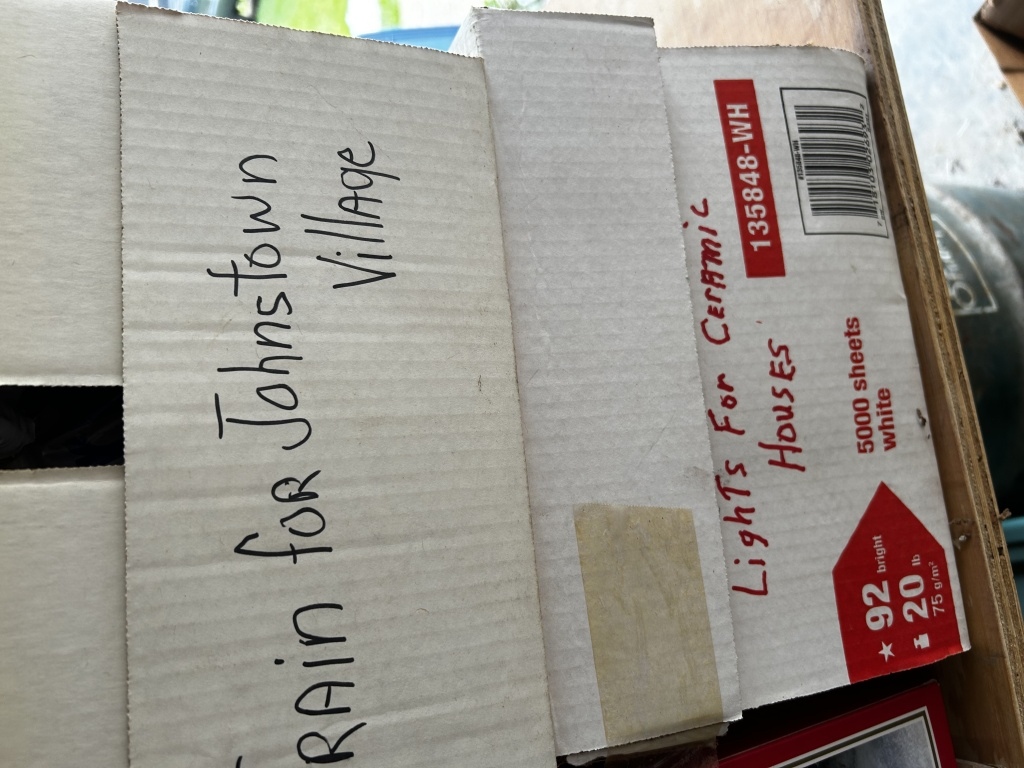 RAIN for Johnstown
Village
Lights For Ceramic
Houses
135848-WH
5000 sheets
white
92 bright
20 lb
75 g/m²